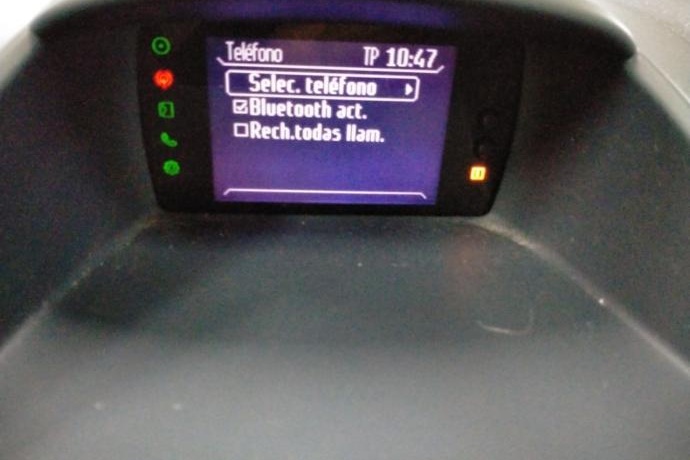 Teléfono TP 10:47
Selec. teléfono
Bluetooth act.
Rech.todas llam.